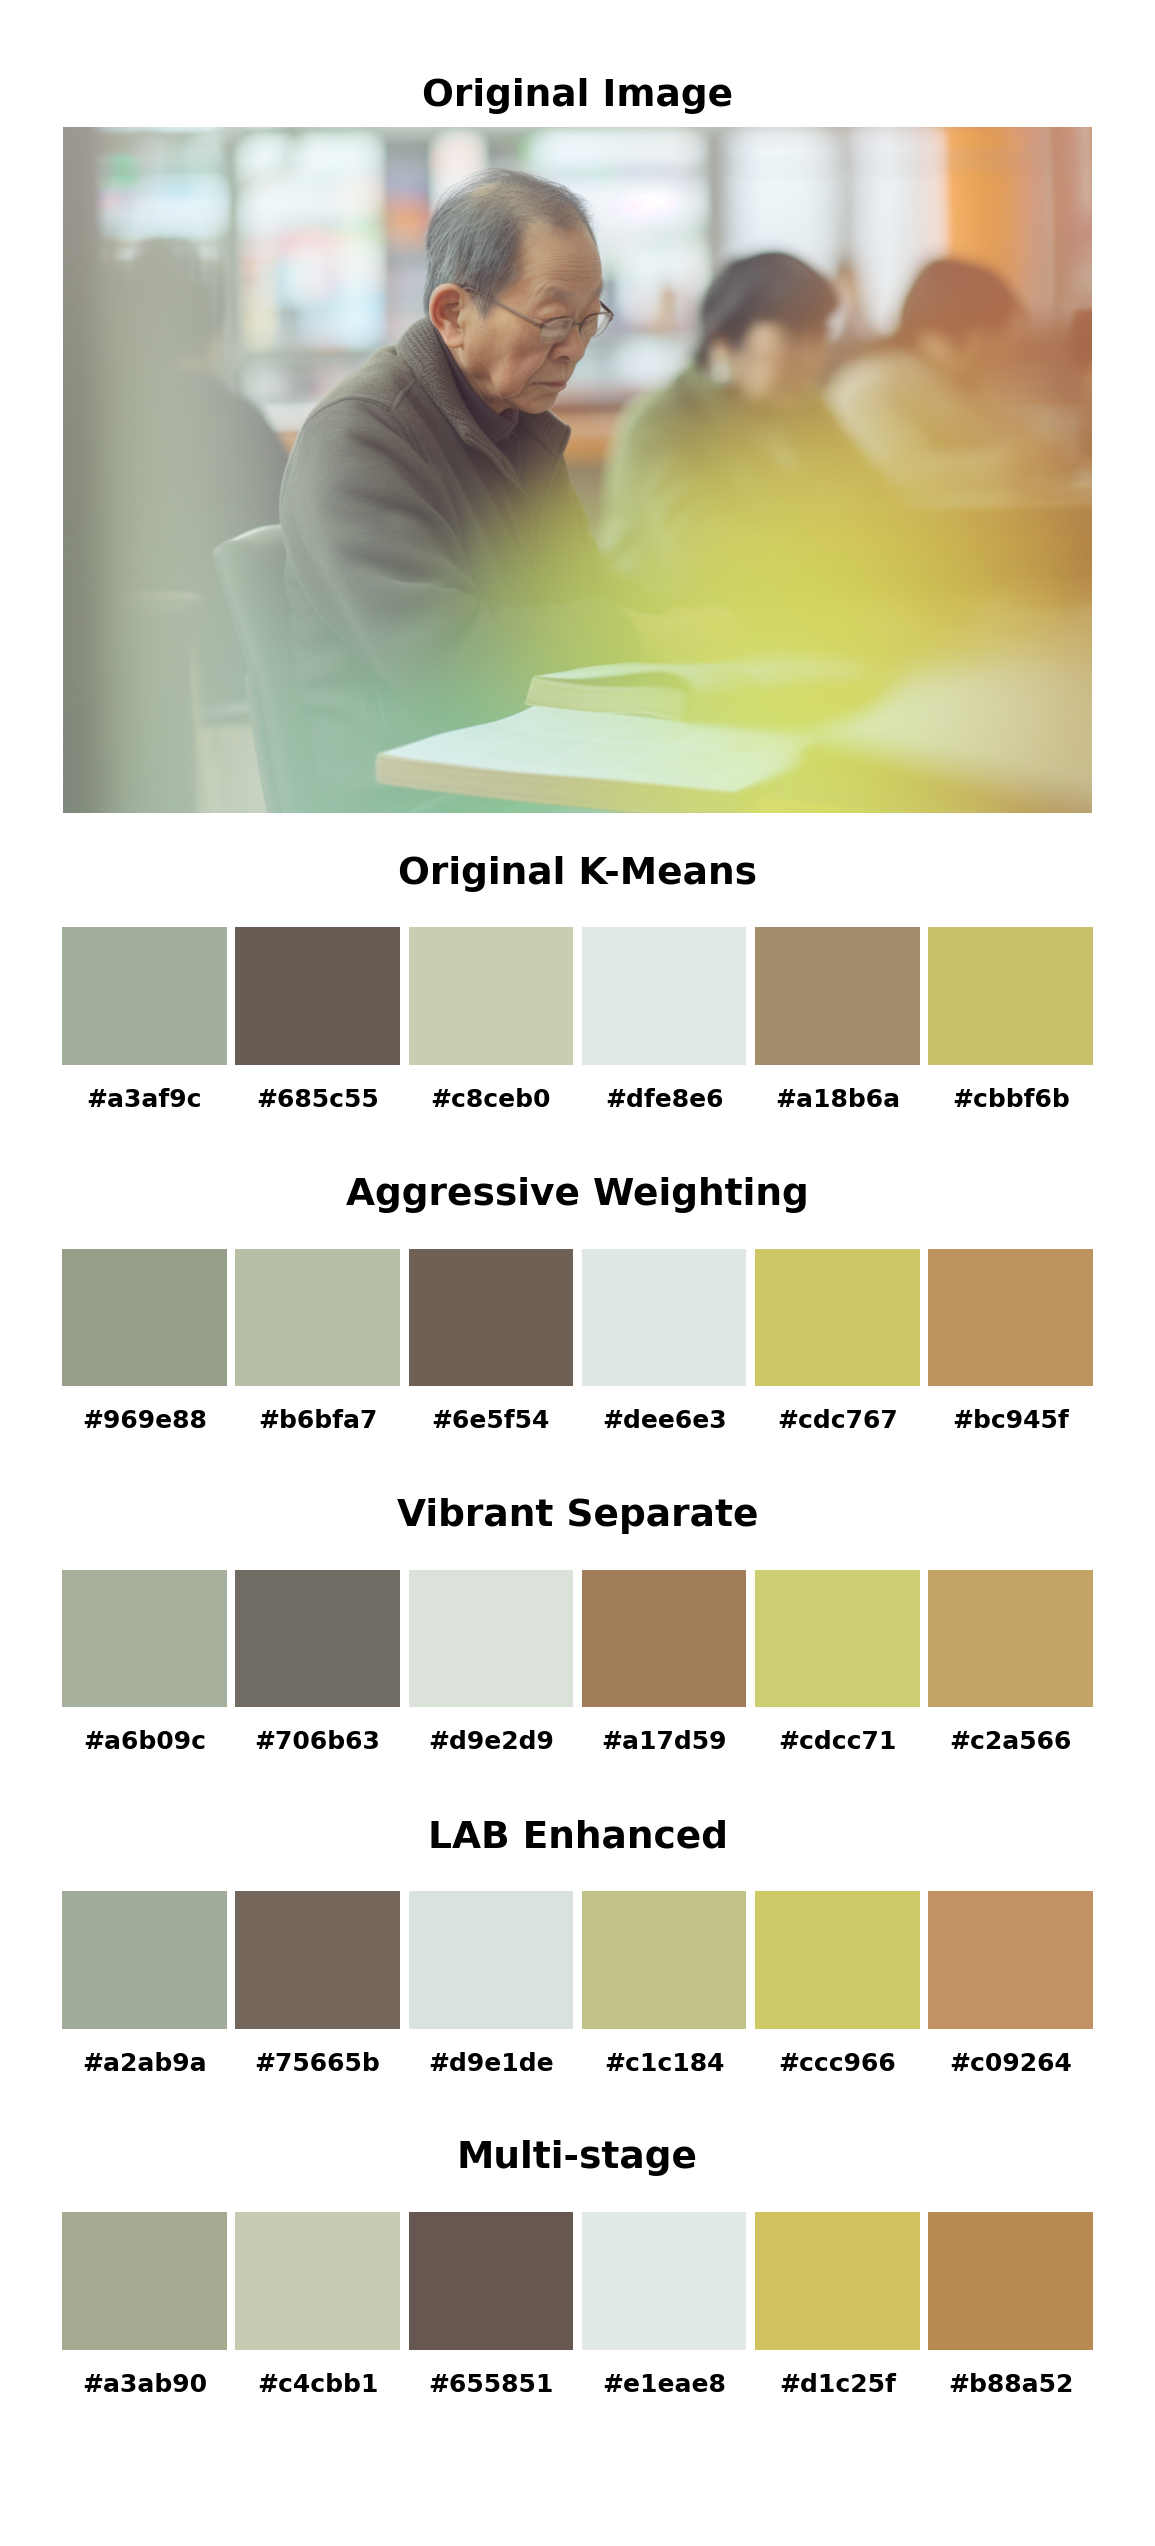 Original Image
Original K-Means
#a3af9c #685c55 #c8ceb0 #dfe8e6 #a18b6a #cbbf6b
Aggressive Weighting
#969e88 #b6bfa7 #6e5f54 #dee6e3 #cdc767 #bc945f
Vibrant Separate
#a6b09c #706b63 #d9e2d9 #a17d59 #cdcc71 #c2a566
LAB Enhanced
#a2ab9a #75665b #d9e1de #c1c184 #ccc966 #c09264
Multi-stage
#a3ab90 #c4cbb1 #655851 #e1eae8 #d1c25f #b88a52